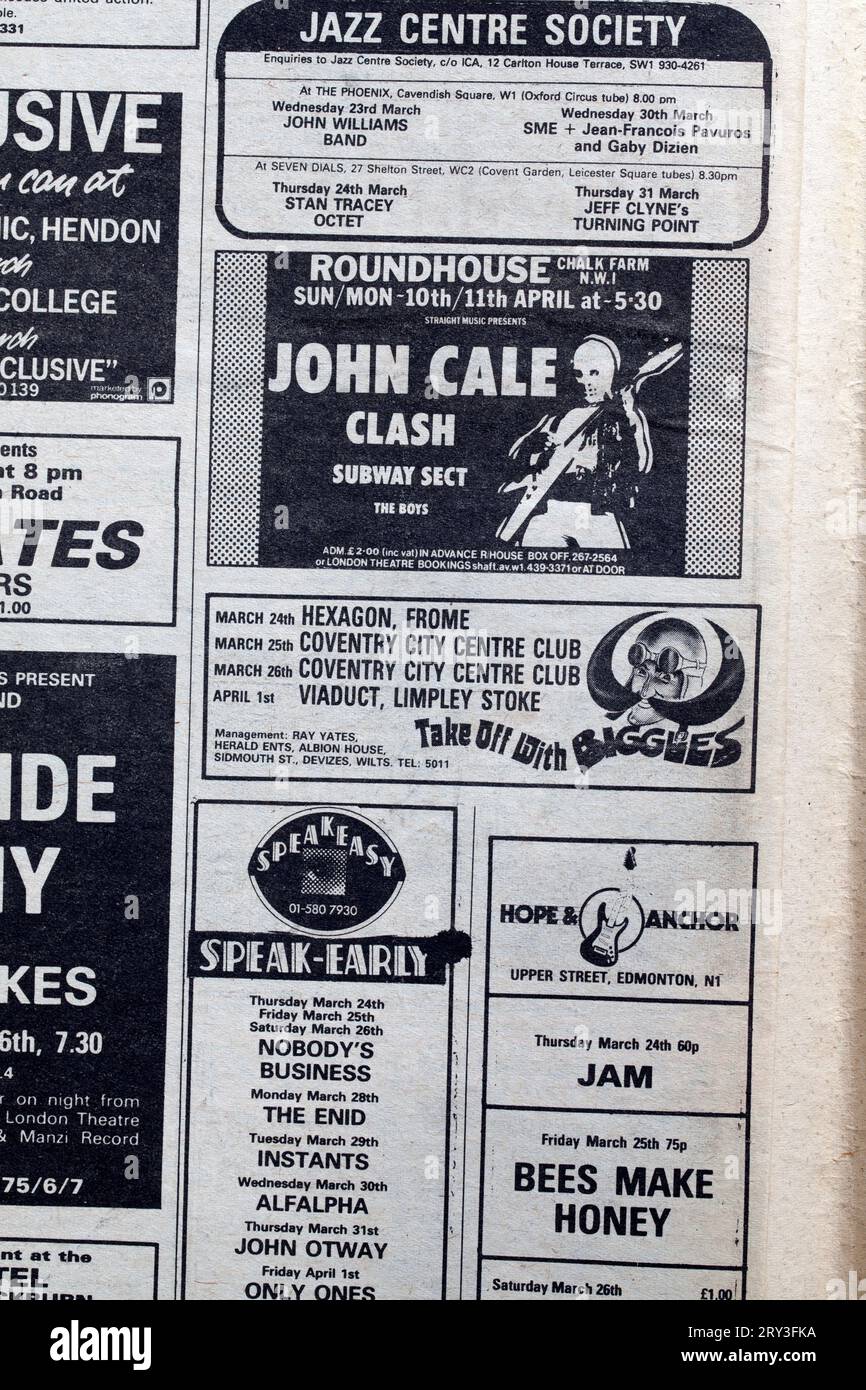 331
USIVE
can at
IC, HENDON
COLLEGE
CLUSIVE"
0139
marketed by
phonogram
ents
at 8 pm
Road
ATES
RS
1.00
S PRESENT
ND
IDE
NY
KES
6th, 7.30
.4
r on night from
London Theatre
& Manzi Record
75/6/7
nt at the
TEL
JAZZ CENTRE SOCIETY
Enquiries to Jazz Centre Society, c/o ICA, 12 Carlton House Terrace, SW1 930-4261
At THE PHOENIX, Cavendish Square, W1 (Oxford Circus tube) 8.00 pm
Wednesday 23rd March
JOHN WILLIAMS
BAND
Wednesday 30th March
SME + Jean-Francois Pavuros
and Gaby Dizien
At SEVEN DIALS, 27 Shelton Street, WC2 (Covent Garden, Leicester Square tubes) 8.30pm
Thursday 24th March
STAN TRACEY
OCTET
Thursday 31 March
JEFF CLYNE's
TURNING POINT
ROUNDHOUSE CHALK FARM
N.W.I
SUN/MON-10th/11th APRIL at-5·30
STRAIGHT MUSIC PRESENTS
JOHN CALE
CLASH
SUBWAY SECT
THE BOYS
ADM.£2·00 (inc vat) IN ADVANCE R'HOUSE BOX OFF.267-2564
or LONDON THEATRE BOOKINGS shaft.av.w1.439-3371 or AT DOOR
MARCH 24th HEXAGON, FROME
MARCH 25th COVENTRY CITY CENTRE CLUB
MARCH 26th COVENTRY CITY CENTRE CLUB
APRIL 1st VIADUCT, LIMPLEY STOKE
Management: RAY YATES,
HERALD ENTS, ALBION HOUSE,
SIDMOUTH ST., DEVIZES, WILTS. TEL: 5011
Take Off With BIGGLES
SPEAKEASY
01-580 7930
SPEAK-EARLY
Thursday March 24th
Friday March 25th
Saturday March 26th
NOBODY'S
BUSINESS
Monday March 28th
THE ENID
Tuesday March 29th
INSTANTS
Wednesday March 30th
ALFALPHA
Thursday March 31st
JOHN OTWAY
Friday April 1st
ONLY ONES
HOPE & ANCHOR
UPPER STREET, EDMONTON, N1
Thursday March 24th 60p
JAM
Friday March 25th 75p
BEES MAKE
HONEY
Saturday March 26th £1.00
alamy
Image ID: 2RY3FKA
www.alamy.com